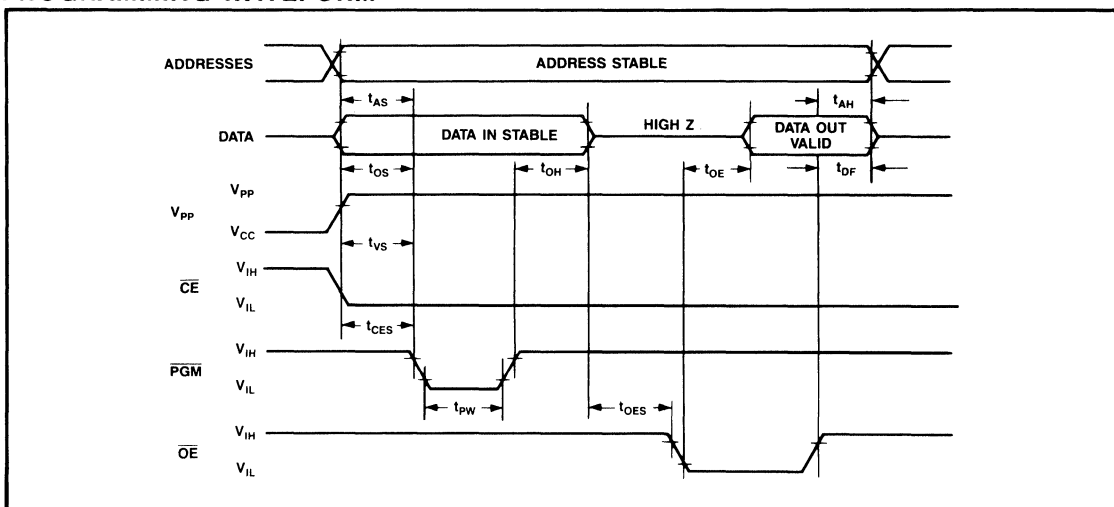 ADDRESSES
ADDRESS STABLE
tAS
tAH
DATA
DATA IN STABLE
HIGH Z
DATA OUT
VALID
tOS
tOH
tOE
tDF
VPP
VPP
VCC
tVS
CE
VIH
VIL
tCES
PGM
VIH
VIL
tPW
tOES
OE
VIH
VIL